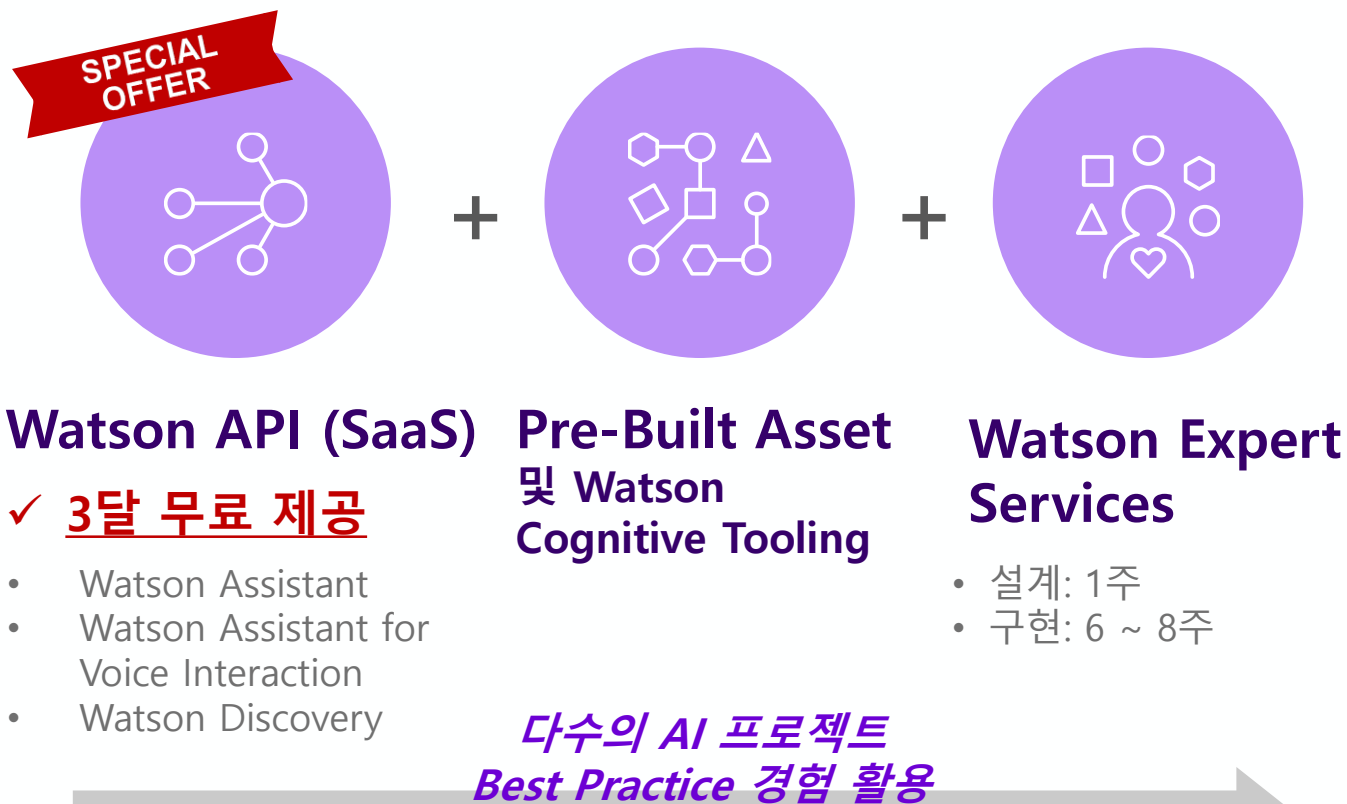 SPECIAL
OFFER
+
+
Watson API (SaaS)
✓ 3달 무료 제공
• Watson Assistant
• Watson Assistant for
Voice Interaction
• Watson Discovery
Pre-Built Asset
및 Watson
Cognitive Tooling
Watson Expert
Services
• 설계: 1주
• 구현: 6 ~ 8주
다수의 AI 프로젝트
Best Practice 경험 활용